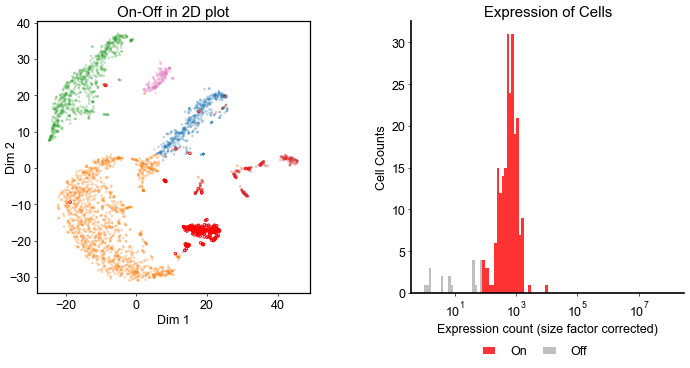 On-Off in 2D plot
40
30
20
10
0
−10
−20
−30
Dim 2
−20 0 20 40
Dim 1
Expression of Cells
30
25
20
15
10
5
0
Cell Counts
10^1 10^3 10^5 10^7
Expression count (size factor corrected)
On Off